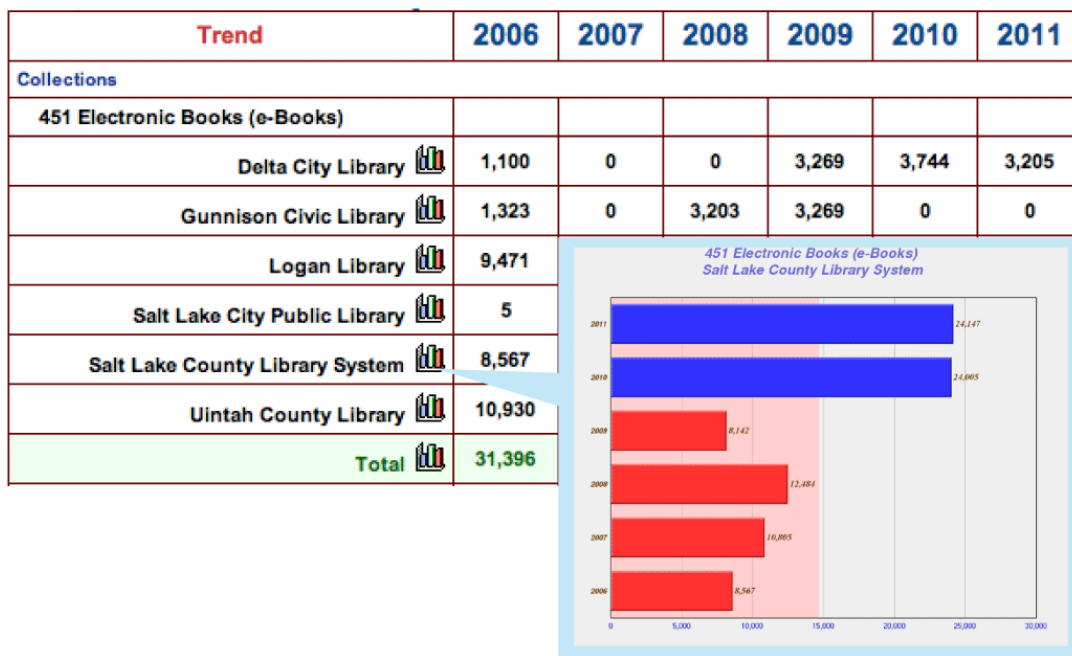 Trend 2006 2007 2008 2009 2010 2011
Collections
451 Electronic Books (e-Books)
Delta City Library 1,100 0 0 3,269 3,744 3,205
Gunnison Civic Library 1,323 0 3,203 3,269 0 0
Logan Library 9,471
Salt Lake City Public Library 5
Salt Lake County Library System 8,567
Uintah County Library 10,930
Total 31,396
451 Electronic Books (e-Books)
Salt Lake County Library System
2011 24,147
2010 24,005
2009 8,142
2008 12,484
2007 10,805
2006 8,567
0 5,000 10,000 15,000 20,000 25,000 30,000